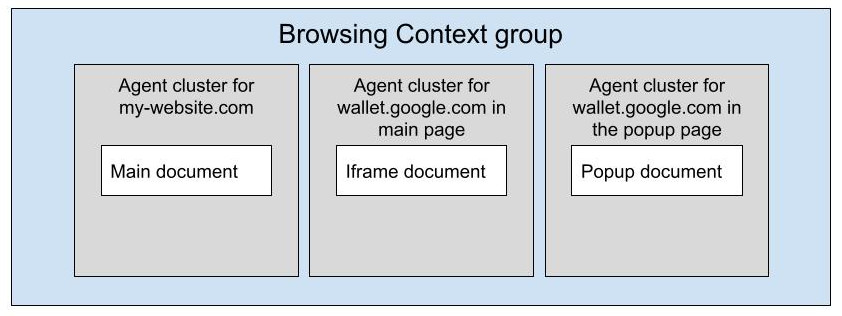 Browsing Context group
Agent cluster for
my-website.com
Main document
Agent cluster for
wallet.google.com in
main page
Iframe document
Agent cluster for
wallet.google.com in
the popup page
Popup document